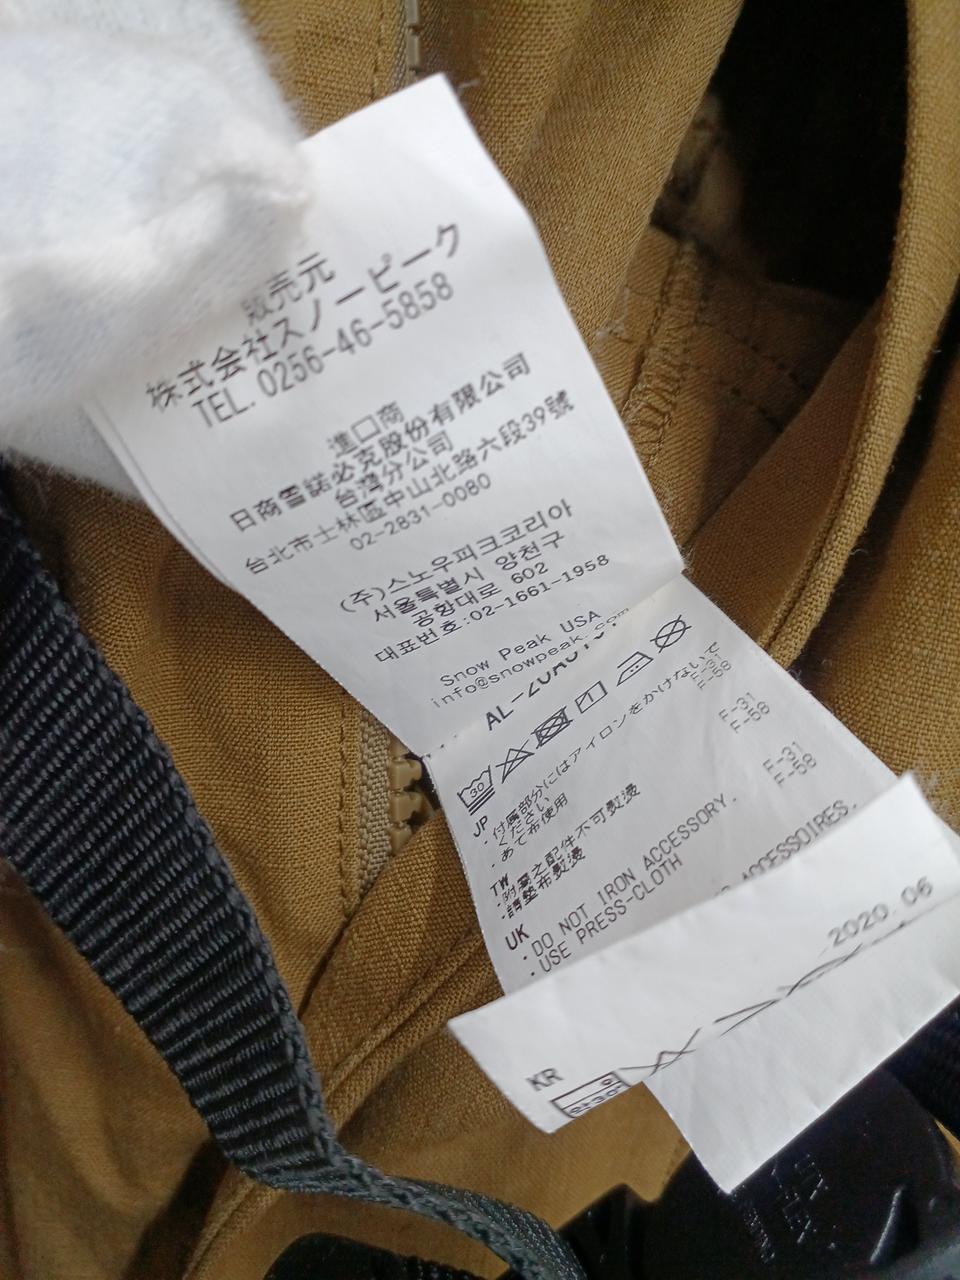 販売元
株式会社スノーピーク
TEL. 0256-46-5858
進口商
日商雪諾必克股份有限公司
台灣分公司
台北市士林區中山北路六段39號
02-2831-0080
(주)스노우피크코리아
서울특별시 양천구
공항대로 602
대표번호:02-1661-1958
Snow Peak USA
info@snowpeak.com
30
JP
・付属部分にはアイロンをかけないで
ください
・あて布使用
F-31
F-58
TW
・附屬之配件不可熨燙
・請墊布熨燙
F-31
F-58
UK
・DO NOT IRON ACCESSORY.
・USE PRESS-CLOTH
F-31
F-58
ACCESSOIRES.
2020.06
KR